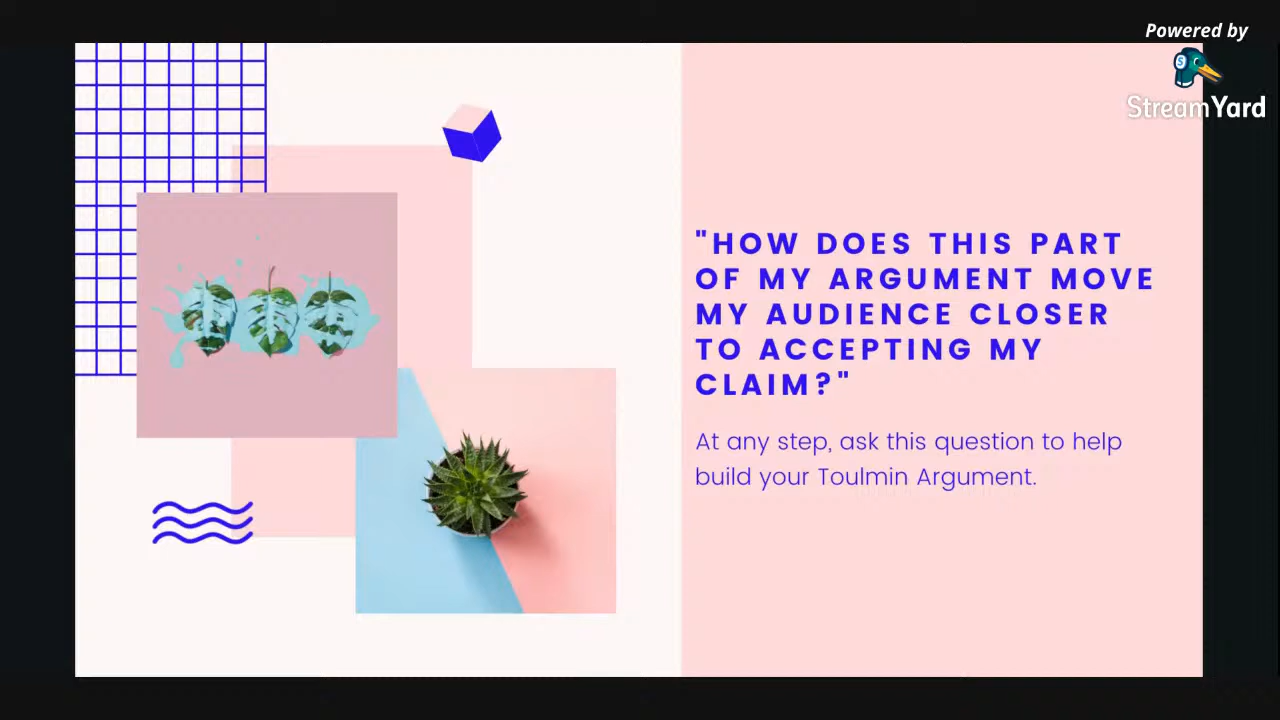 Powered by
StreamYard
"HOW DOES THIS PART
OF MY ARGUMENT MOVE
MY AUDIENCE CLOSER
TO ACCEPTING MY
CLAIM?"
At any step, ask this question to help
build your Toulmin Argument.